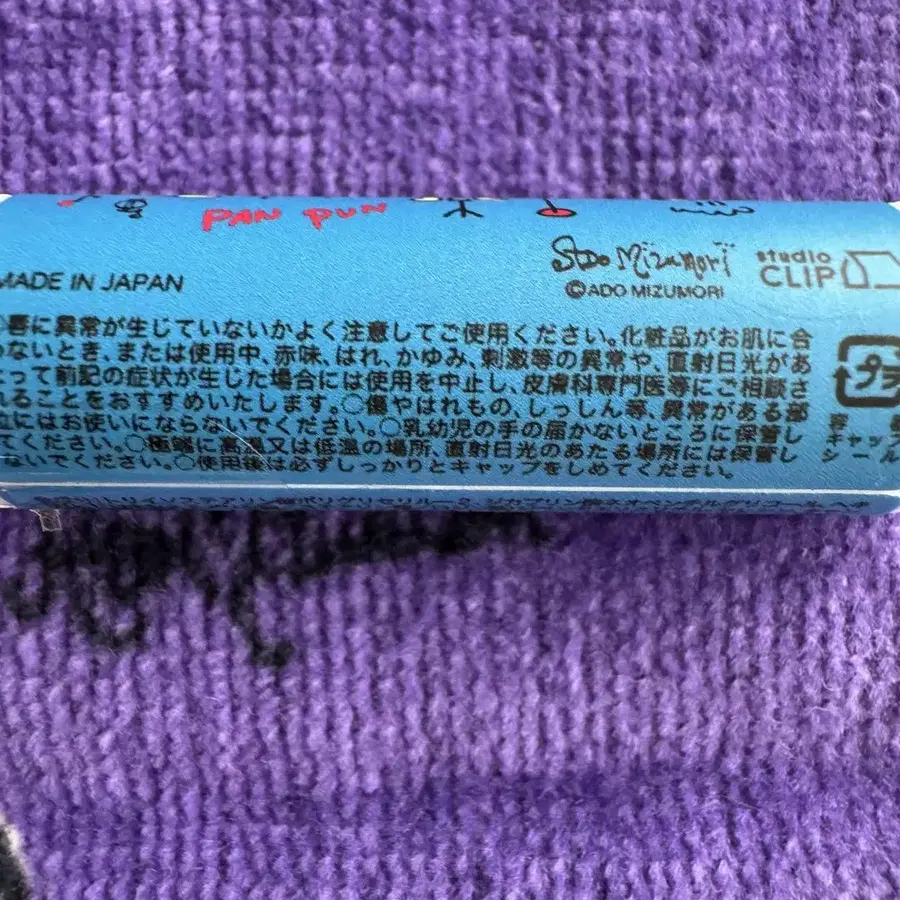 PAN PUN
ADo Mizumori
©ADO MIZUMORI
studio
CLIP
MADE IN JAPAN
○唇に異常が生じていないかよく注意してご使用ください。化粧品がお肌に合
わないとき、または使用中、赤味、はれ、かゆみ、刺激等の異常や、直射日光があ
たって前記の症状が生じた場合には使用を中止し、皮膚科専門医等にご相談さ
れることをおすすめいたします。○傷やはれもの、しっしん等、異常がある部
位にはお使いにならないでください。○乳幼児の手の届かないところに保管し
てください。○極端に高温又は低温の場所、直射日光のあたる場所には保管し
ないでください。○使用後は必ずしっかりとキャップをしめてください。
プラ
キャップ
シール